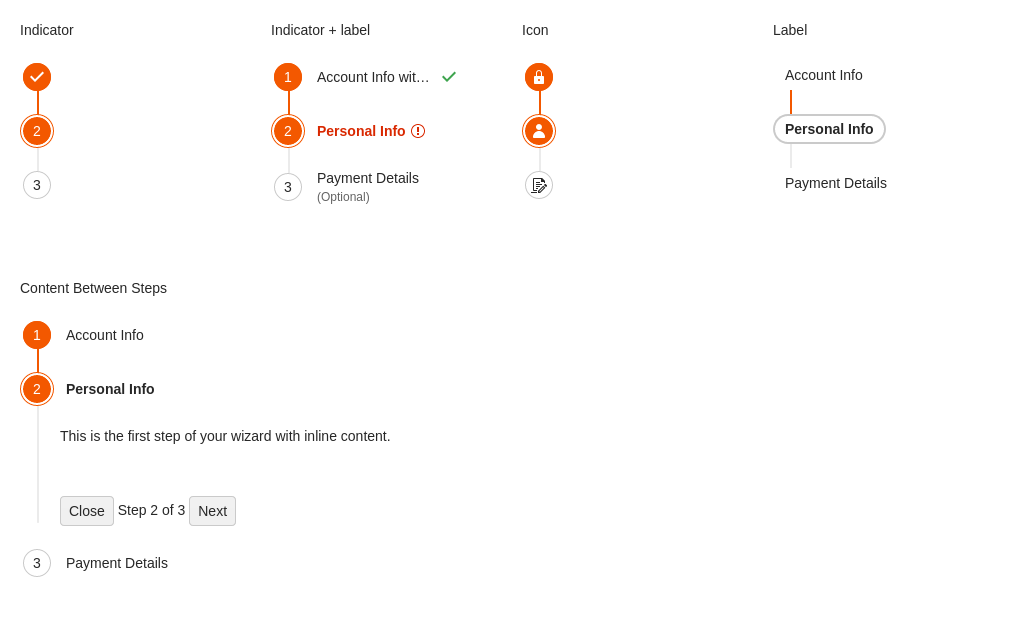 Indicator
2
3
Indicator + label
1 Account Info wit...
2 Personal Info
3 Payment Details
(Optional)
Icon
Label
Account Info
Personal Info
Payment Details
Content Between Steps
1 Account Info
2 Personal Info
This is the first step of your wizard with inline content.
Close Step 2 of 3 Next
3 Payment Details